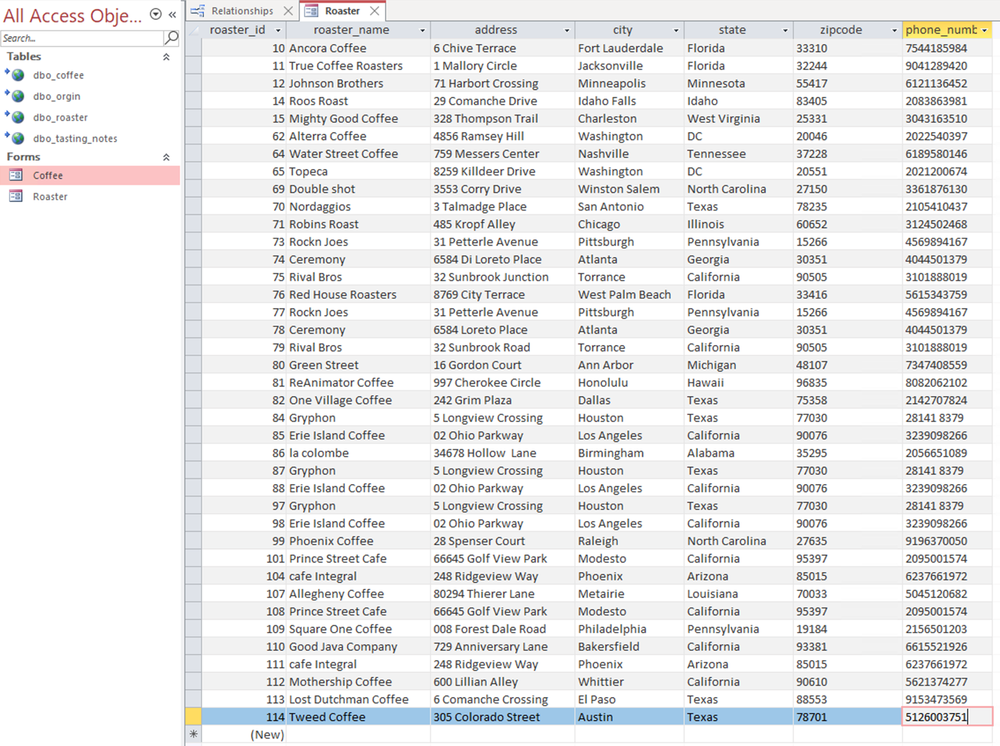 All Access Obje...
Search...
Tables
dbo_coffee
dbo_orgin
dbo_roaster
dbo_tasting_notes
Forms
Coffee
Roaster
Relationships Roaster
roaster_id roaster_name address city state zipcode phone_numb
10 Ancora Coffee 6 Chive Terrace Fort Lauderdale Florida 33310 7544185984
11 True Coffee Roasters 1 Mallory Circle Jacksonville Florida 32244 9041289420
12 Johnson Brothers 71 Harbort Crossing Minneapolis Minnesota 55417 6121136452
14 Roos Roast 29 Comanche Drive Idaho Falls Idaho 83405 2083863981
15 Mighty Good Coffee 328 Thompson Trail Charleston West Virginia 25331 3043163510
62 Alterra Coffee 4856 Ramsey Hill Washington DC 20046 2022540397
64 Water Street Coffee 759 Messers Center Nashville Tennessee 37228 6189580146
65 Topeca 8259 Killdeer Drive Washington DC 20551 2021200674
69 Double shot 3553 Corry Drive Winston Salem North Carolina 27150 3361876130
70 Nordaggios 3 Talmadge Place San Antonio Texas 78235 2105410437
71 Robins Roast 485 Kropf Alley Chicago Illinois 60652 3124502468
73 Rockn Joes 31 Petterle Avenue Pittsburgh Pennsylvania 15266 4569894167
74 Ceremony 6584 Di Loreto Place Atlanta Georgia 30351 4044501379
75 Rival Bros 32 Sunbrook Junction Torrance California 90505 3101888019
76 Red House Roasters 8769 City Terrace West Palm Beach Florida 33416 5615343759
77 Rockn Joes 31 Petterle Avenue Pittsburgh Pennsylvania 15266 4569894167
78 Ceremony 6584 Loreto Place Atlanta Georgia 30351 4044501379
79 Rival Bros 32 Sunbrook Road Torrance California 90505 3101888019
80 Green Street 16 Gordon Court Ann Arbor Michigan 48107 7347408559
81 ReAnimator Coffee 997 Cherokee Circle Honolulu Hawaii 96835 8082062102
82 One Village Coffee 242 Grim Plaza Dallas Texas 75358 2142707824
84 Gryphon 5 Longview Crossing Houston Texas 77030 28141 8379
85 Erie Island Coffee 02 Ohio Parkway Los Angeles California 90076 3239098266
86 la colombe 34678 Hollow Lane Birmingham Alabama 35295 2056651089
87 Gryphon 5 Longview Crossing Houston Texas 77030 28141 8379
88 Erie Island Coffee 02 Ohio Parkway Los Angeles California 90076 3239098266
97 Gryphon 5 Longview Crossing Houston Texas 77030 28141 8379
98 Erie Island Coffee 02 Ohio Parkway Los Angeles California 90076 3239098266
99 Phoenix Coffee 28 Spenser Court Raleigh North Carolina 27635 9196370050
101 Prince Street Cafe 66645 Golf View Park Modesto California 95397 2095001574
104 cafe Integral 248 Ridgeview Way Phoenix Arizona 85015 6237661972
107 Allegheny Coffee 80294 Thierer Lane Metairie Louisiana 70033 5045120682
108 Prince Street Cafe 66645 Golf View Park Modesto California 95397 2095001574
109 Square One Coffee 008 Forest Dale Road Philadelphia Pennsylvania 19184 2156501203
110 Good Java Company 729 Anniversary Lane Bakersfield California 93381 6615521926
111 cafe Integral 248 Ridgeview Way Phoenix Arizona 85015 6237661972
112 Mothership Coffee 600 Lillian Alley Whittier California 90610 5621374277
113 Lost Dutchman Coffee 6 Comanche Crossing El Paso Texas 88553 9153473569
114 Tweed Coffee 305 Colorado Street Austin Texas 78701 5126003751
(New)